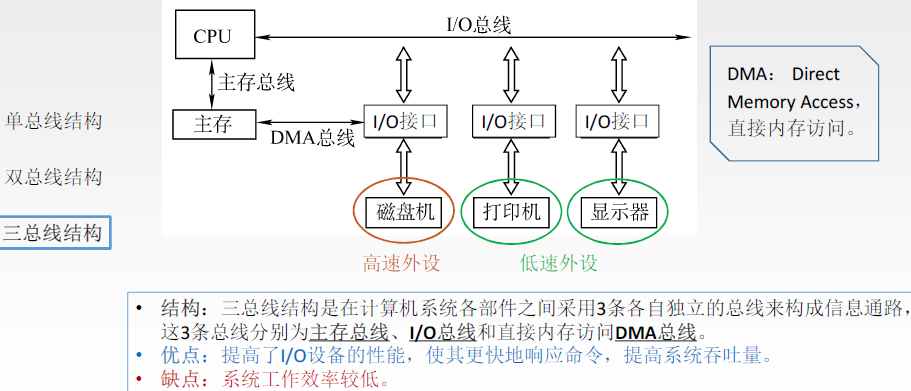 CPU
I/O总线
主存总线
主存
DMA总线
I/O接口
I/O接口
I/O接口
磁盘机
打印机
显示器
高速外设
低速外设
DMA： Direct
Memory Access，
直接内存访问。
单总线结构
双总线结构
三总线结构
• 结构：三总线结构是在计算机系统各部件之间采用3条各自独立的总线来构成信息通路，
这3条总线分别为主存总线、I/O总线和直接内存访问DMA总线。
• 优点：提高了I/O设备的性能，使其更快地响应命令，提高系统吞吐量。
• 缺点：系统工作效率较低。